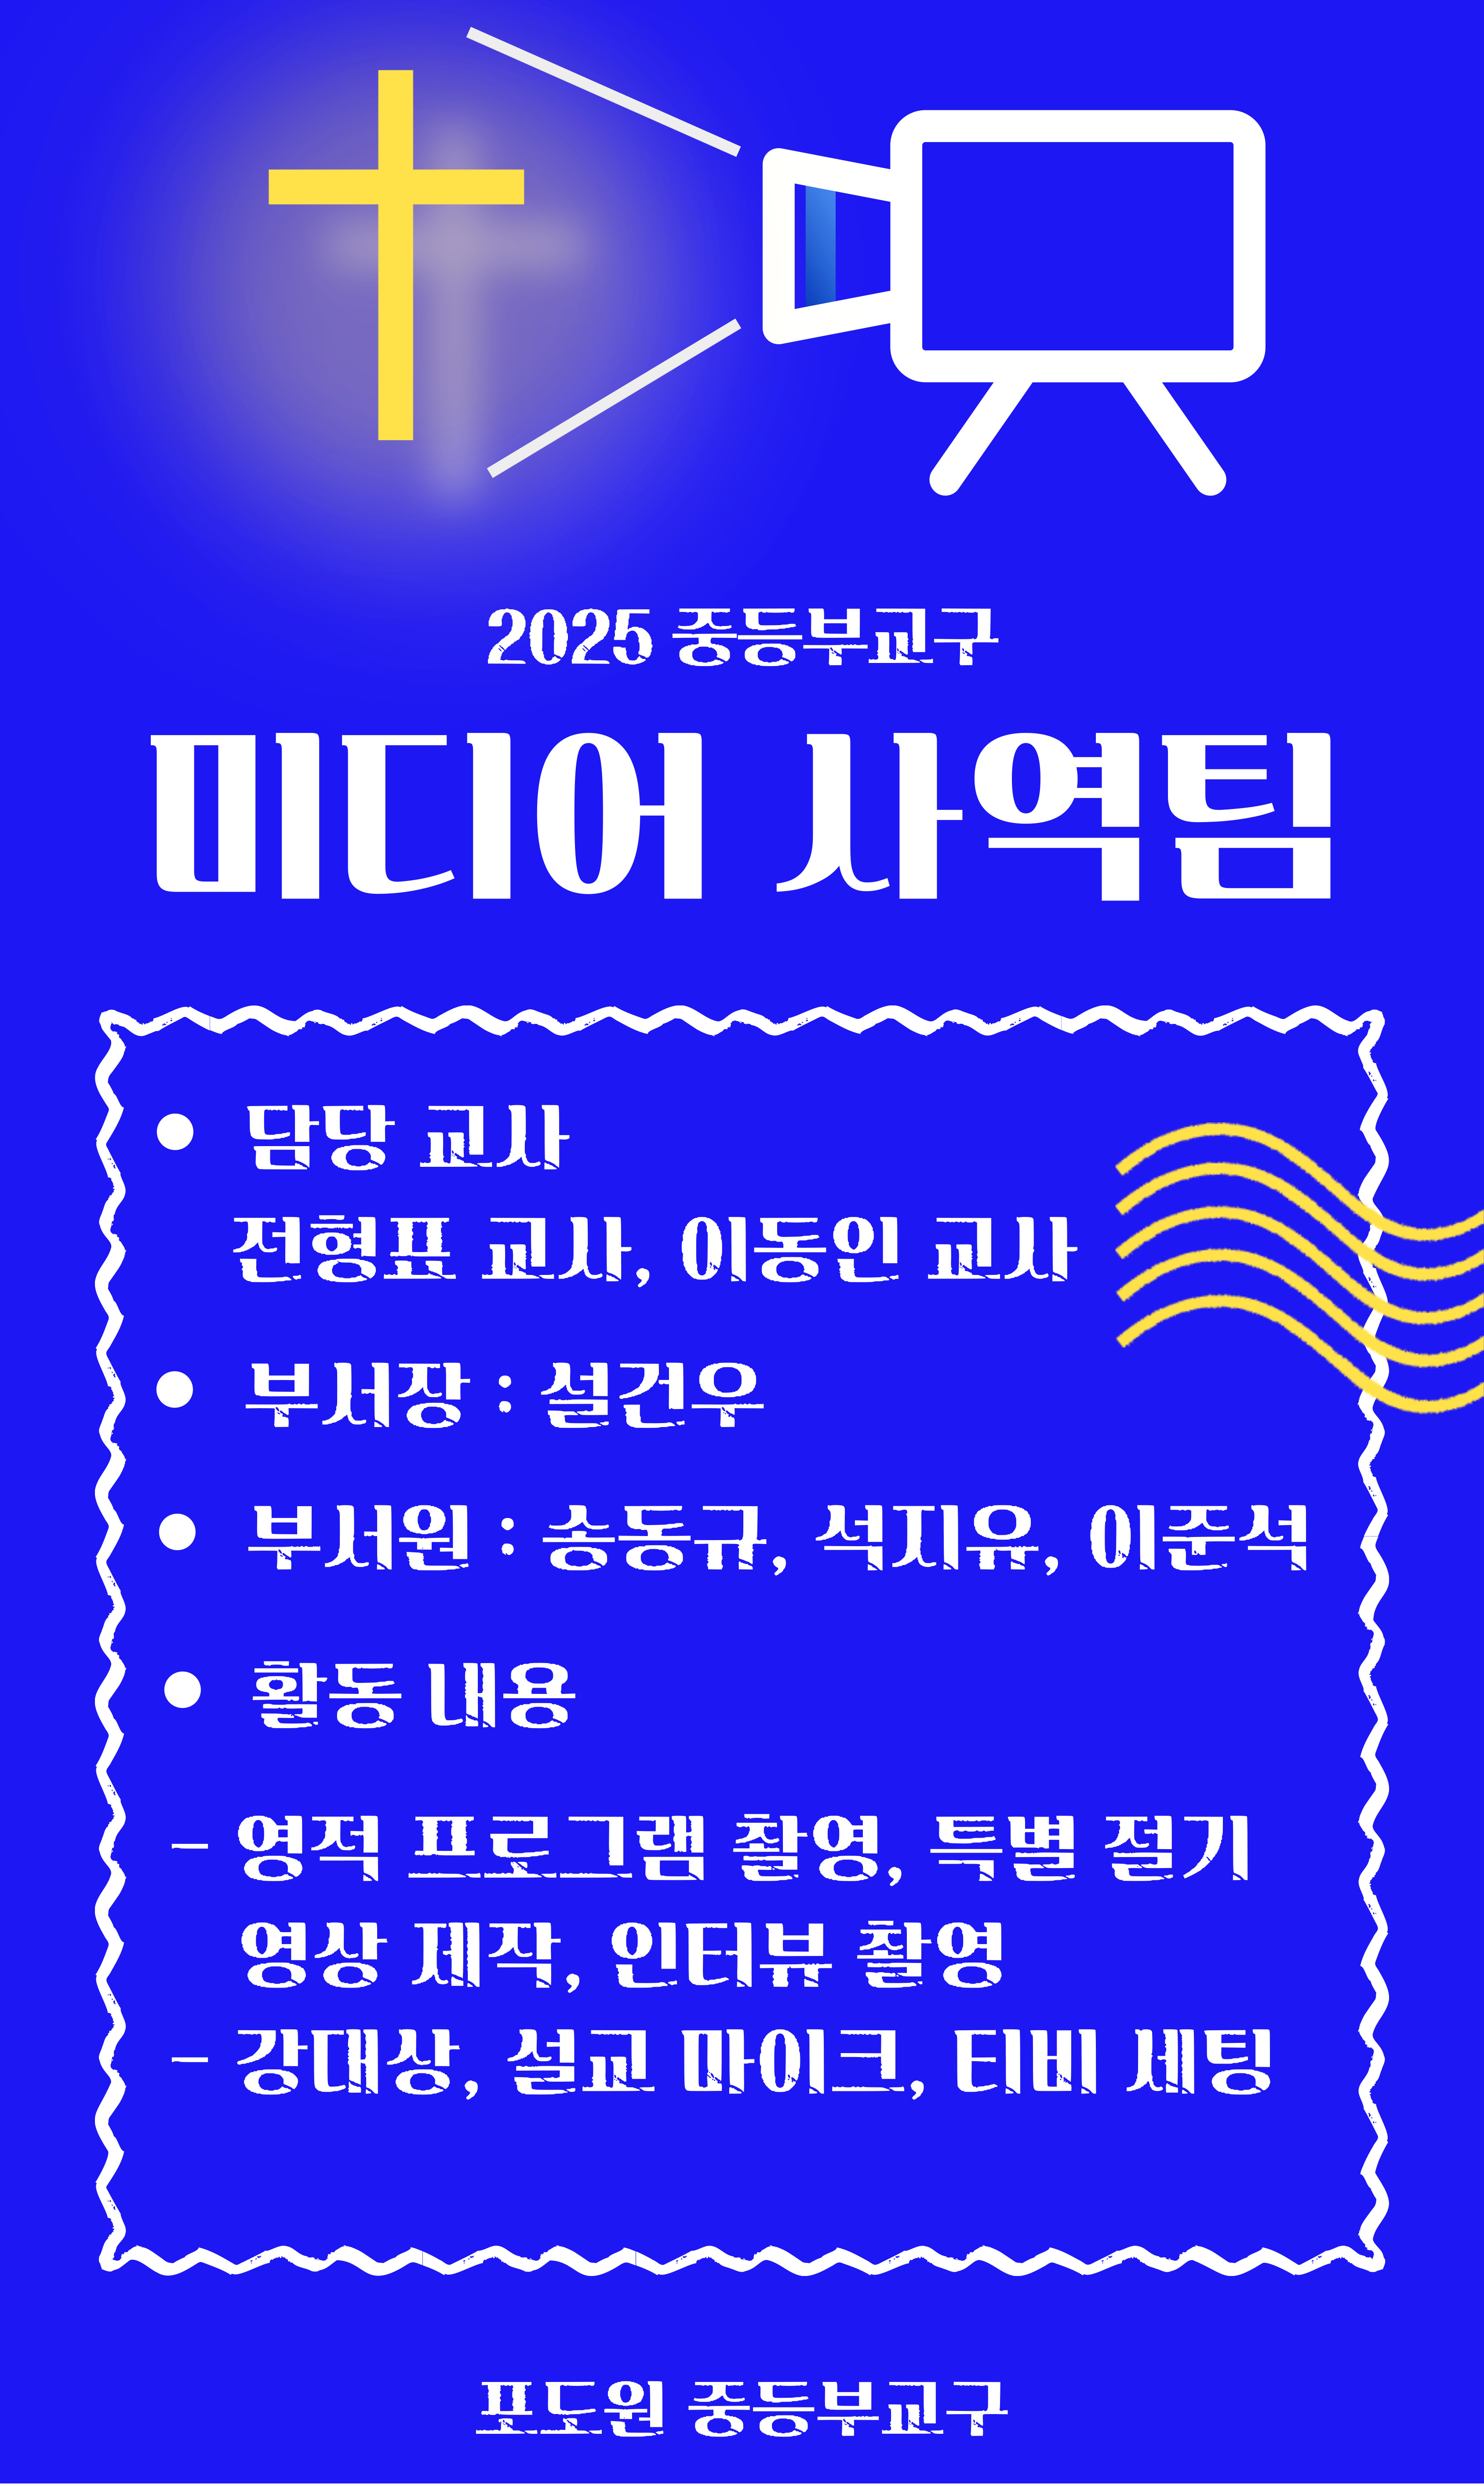 2025 중등부교구
미디어 사역팀
• 담당 교사
전형표 교사, 이동인 교사
• 부서장 : 설건우
• 부서원 : 송동규, 석지유, 이준석
• 활동 내용
- 영적 프로그램 촬영, 특별 절기
영상 제작, 인터뷰 촬영
- 강대상, 설교 마이크, 티비 세팅
포도원 중등부교구